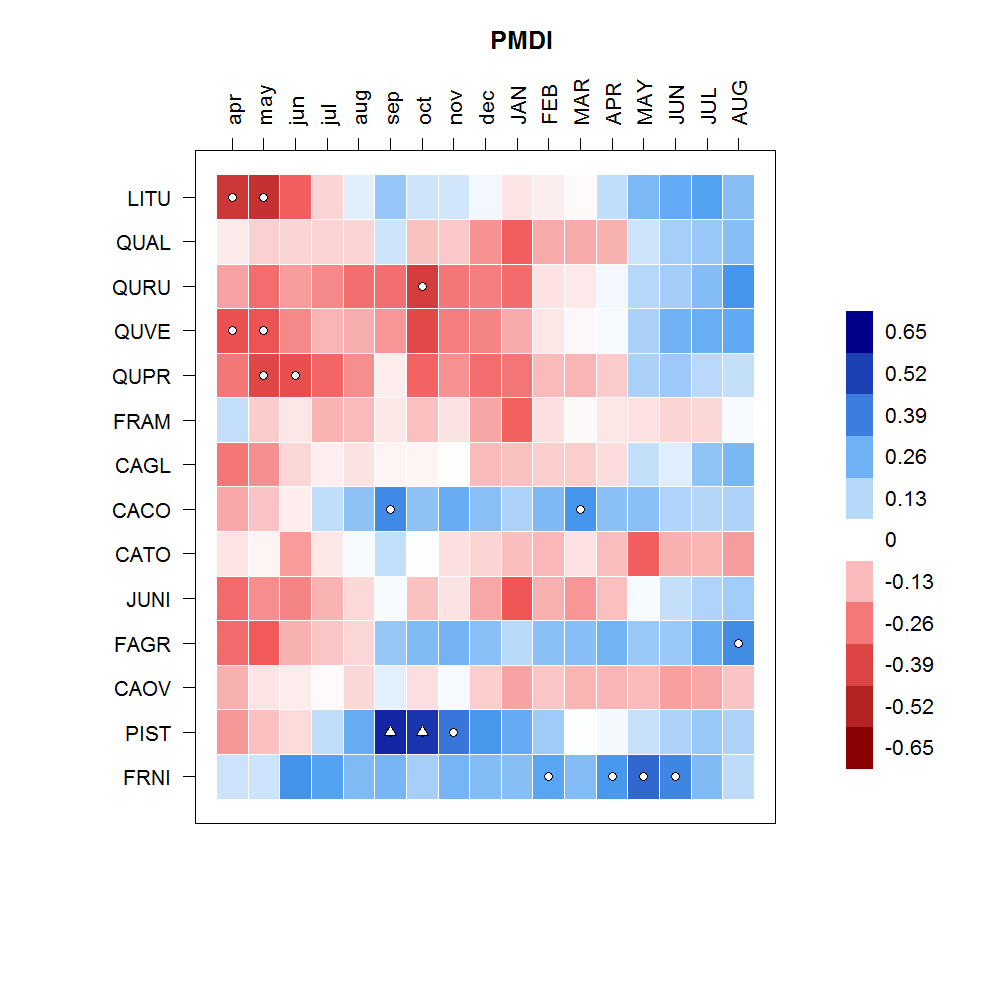 PMDI
apr may jun jul aug sep oct nov dec JAN FEB MAR APR MAY JUN JUL AUG
LITU
QUAL
QURU
QUVE
QUPR
FRAM
CAGL
CACO
CATO
JUNI
FAGR
CAOV
PIST
FRNI
0.65
0.52
0.39
0.26
0.13
0
-0.13
-0.26
-0.39
-0.52
-0.65